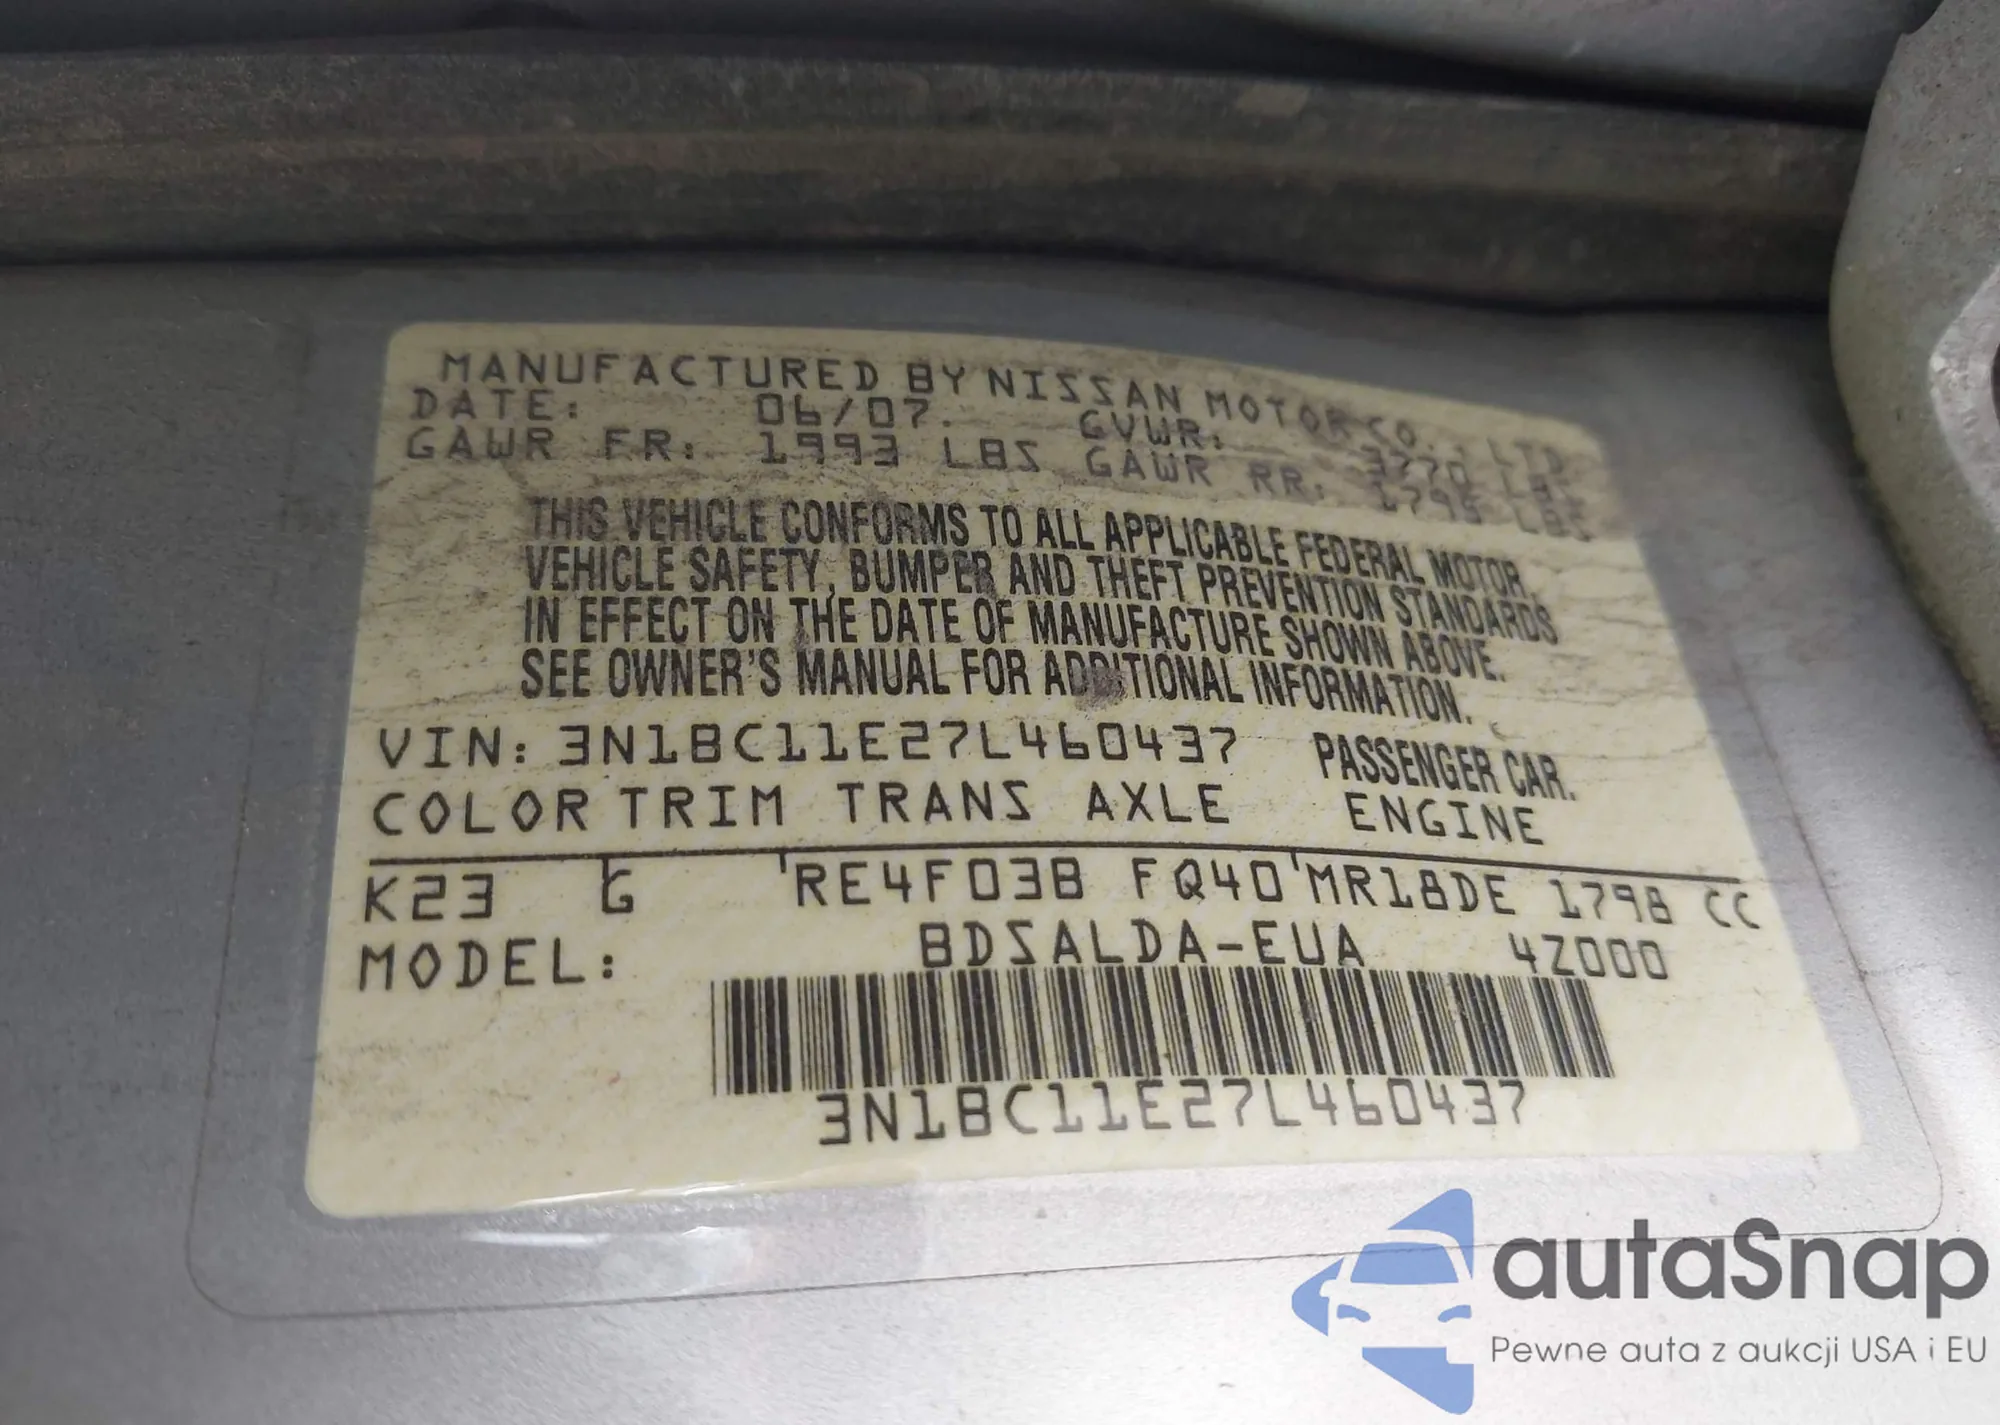 MANUFACTURED BY NISSAN MOTOR CO., LTD
DATE: 06/07. GVWR: 3770 LBS
GAWR FR: 1993 LBS GAWR RR: 1795 LBS
THIS VEHICLE CONFORMS TO ALL APPLICABLE FEDERAL MOTOR
VEHICLE SAFETY, BUMPER AND THEFT PREVENTION STANDARDS
IN EFFECT ON THE DATE OF MANUFACTURE SHOWN ABOVE.
SEE OWNER'S MANUAL FOR ADDITIONAL INFORMATION.
VIN: 3N1BC11E27L460437 PASSENGER CAR.
COLOR TRIM TRANS AXLE ENGINE
K23 G RE4F03B FQ40 MR18DE 1798 CC
MODEL: BDSALDA-EUA 4Z000
3N1BC11E27L460437
autaSnap
Pewne auta z aukcji USA i EU